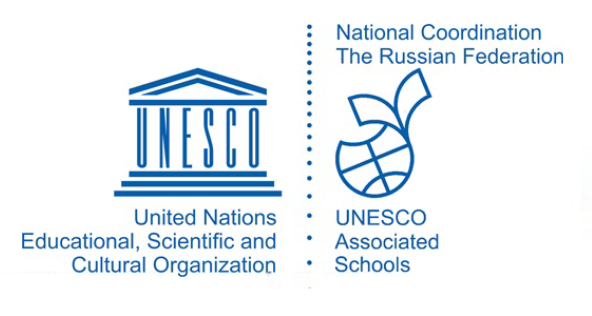 National Coordination
The Russian Federation
UNESCO
United Nations
Educational, Scientific and
Cultural Organization
UNESCO
Associated
Schools